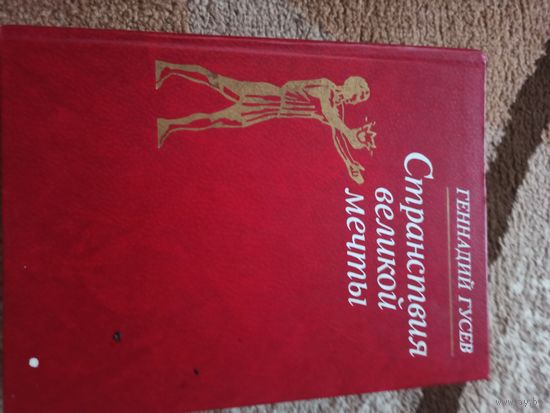 ГЕННАДИЙ ГУСЕВ
Странствия
великой
мечты